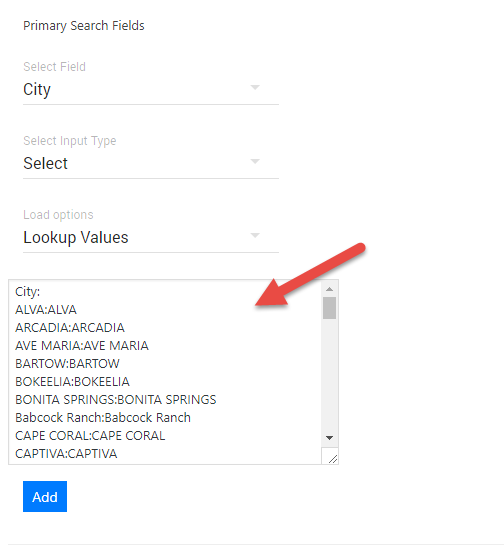 Primary Search Fields
Select Field
City
Select Input Type
Select
Load options
Lookup Values
City:
ALVA:ALVA
ARCADIA:ARCADIA
AVE MARIA:AVE MARIA
BARTOW:BARTOW
BOKEELIA:BOKEELIA
BONITA SPRINGS:BONITA SPRINGS
Babcock Ranch:Babcock Ranch
CAPE CORAL:CAPE CORAL
CAPTIVA:CAPTIVA
Add